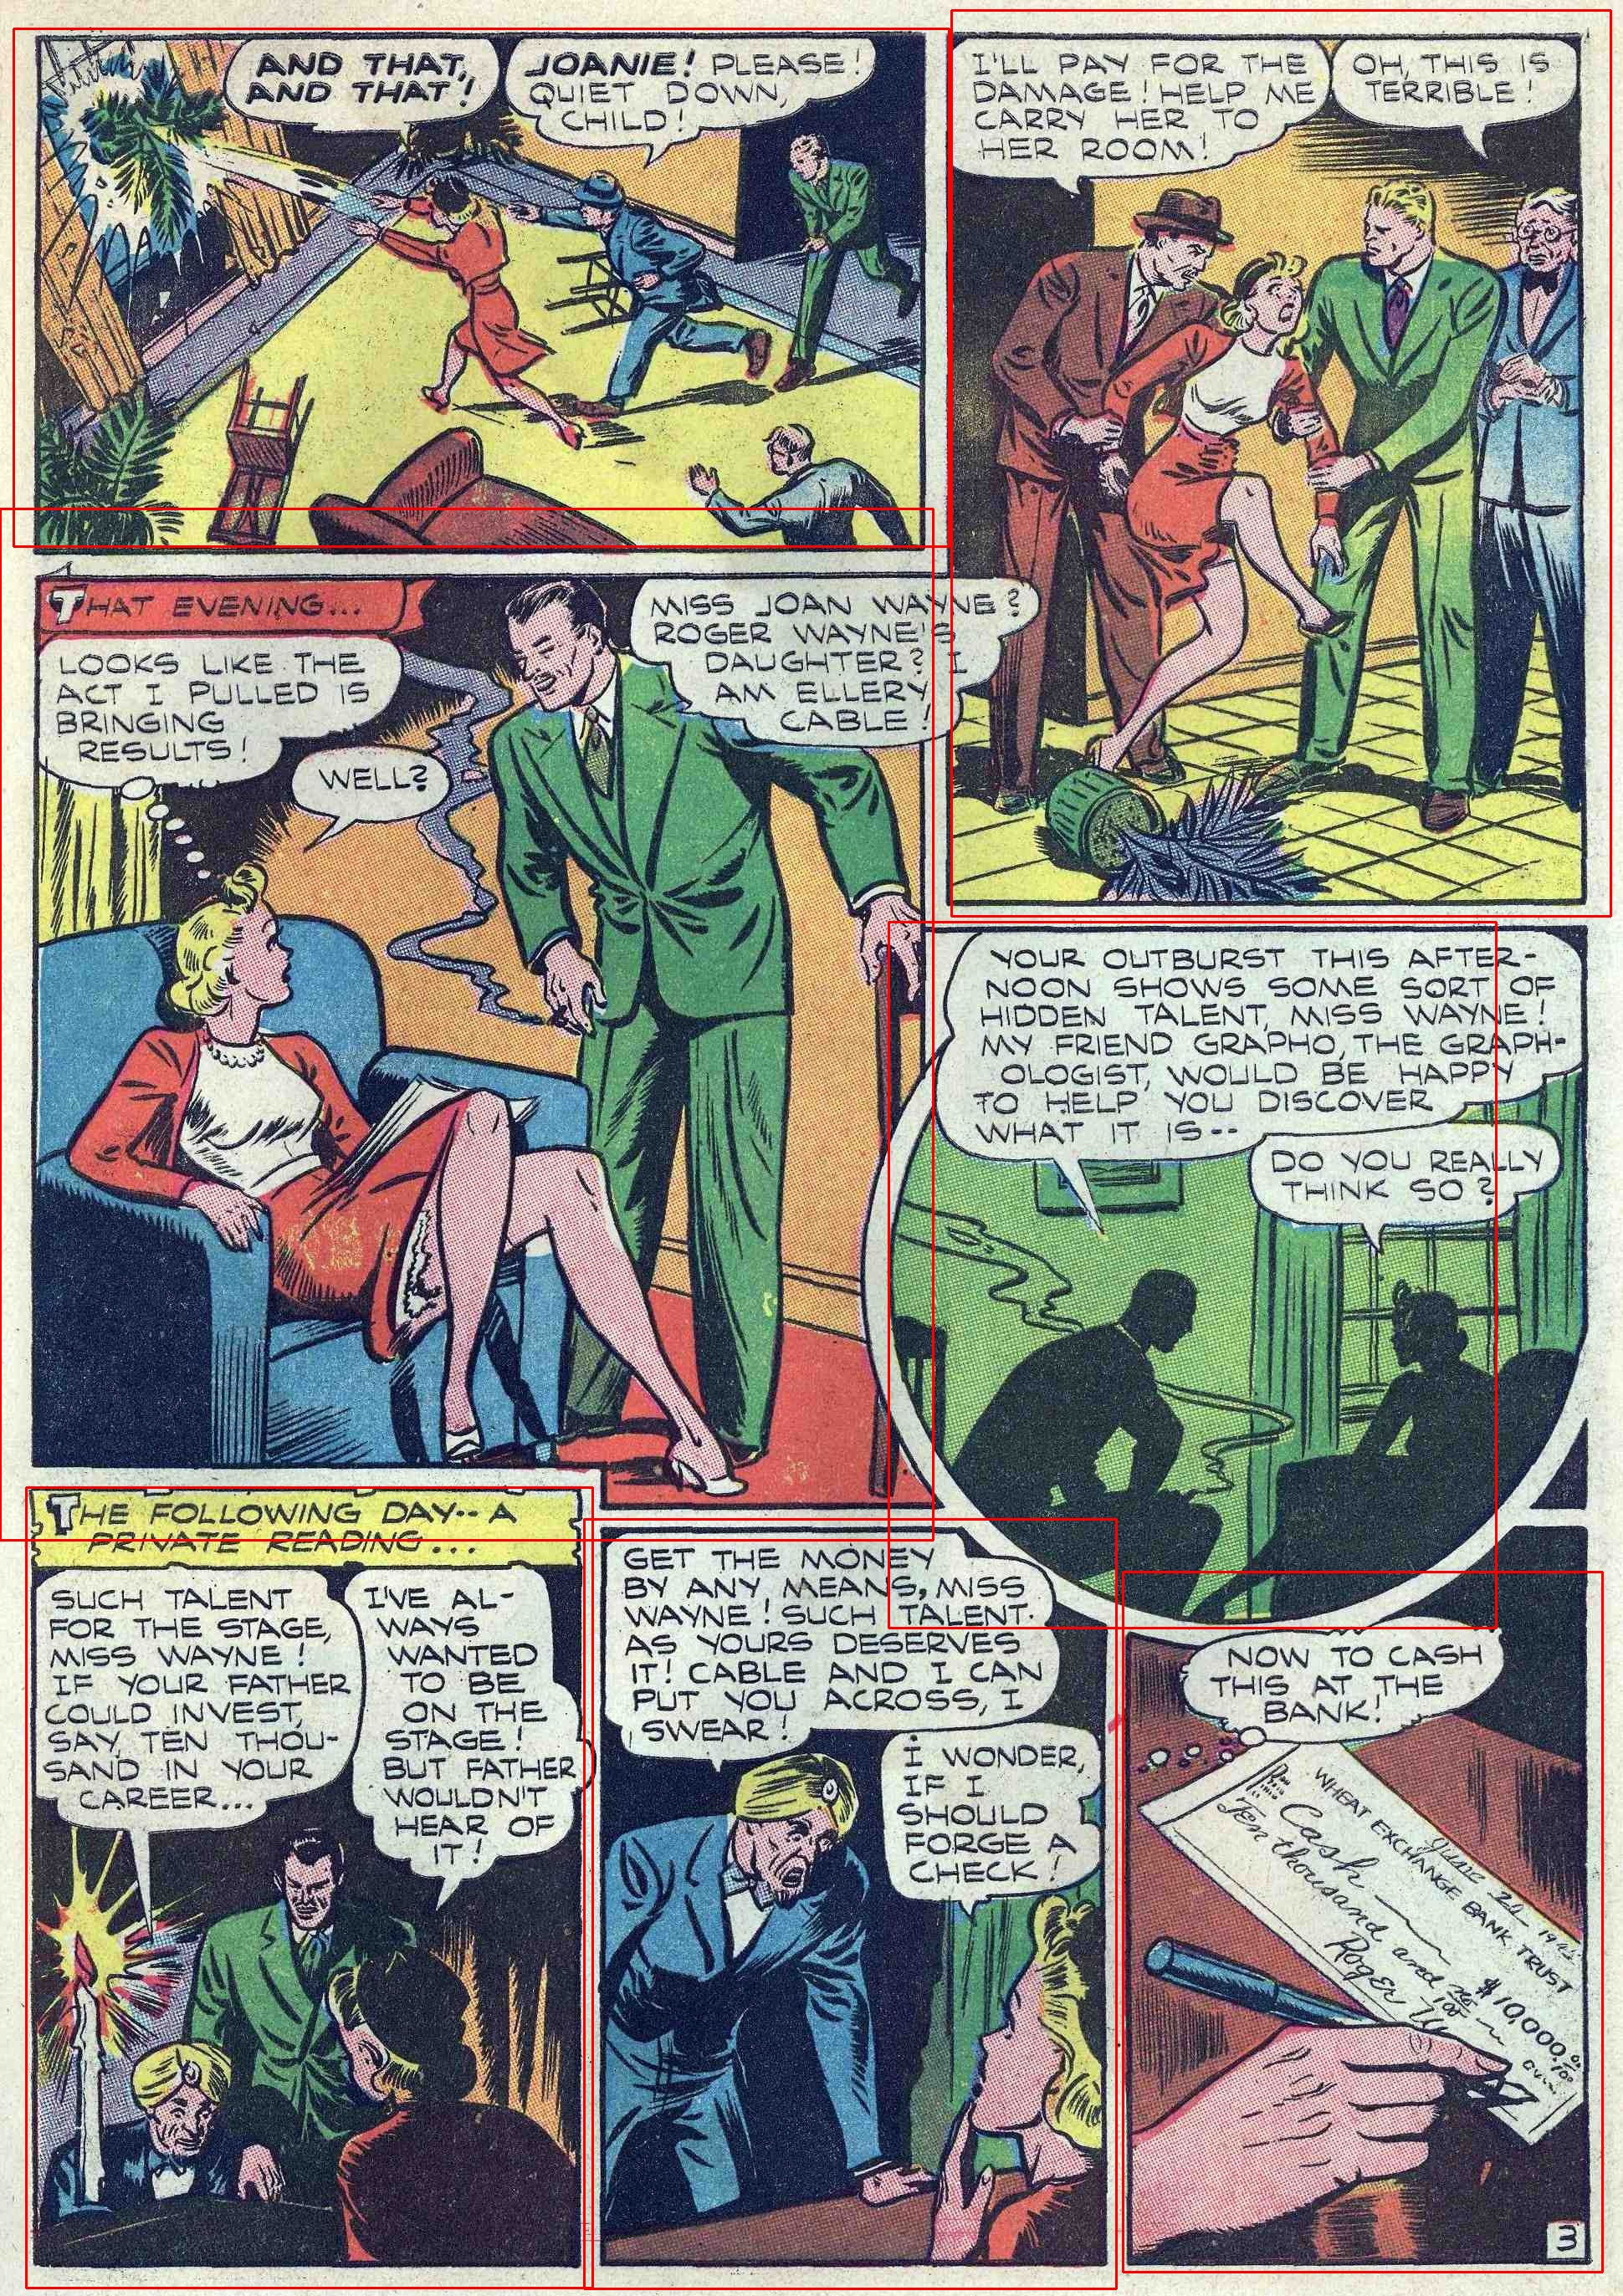 AND THAT,
AND THAT!
JOANIE! PLEASE!
QUIET DOWN,
CHILD!
I'LL PAY FOR THE
DAMAGE! HELP ME
CARRY HER TO
HER ROOM!
OH, THIS IS
TERRIBLE!
THAT EVENING...
LOOKS LIKE THE
ACT I PULLED IS
BRINGING
RESULTS!
WELL?
MISS JOAN WAYNE?
ROGER WAYNE'S
DAUGHTER? I
AM ELLERY
CABLE!
YOUR OUTBURST THIS AFTER-
NOON SHOWS SOME SORT OF
HIDDEN TALENT, MISS WAYNE!
MY FRIEND GRAPHO, THE GRAPH-
OLOGIST, WOULD BE HAPPY
TO HELP YOU DISCOVER
WHAT IT IS--
DO YOU REALLY
THINK SO?
THE FOLLOWING DAY-- A
PRIVATE READING...
SUCH TALENT
FOR THE STAGE,
MISS WAYNE!
IF YOUR FATHER
COULD INVEST,
SAY, TEN THOU-
SAND IN YOUR
CAREER...
I'VE AL-
WAYS
WANTED
TO BE
ON THE
STAGE!
BUT FATHER
WOULDN'T
HEAR OF
IT!
GET THE MONEY
BY ANY MEANS, MISS
WAYNE! SUCH TALENT
AS YOURS DESERVES
IT! CABLE AND I CAN
PUT YOU ACROSS, I
SWEAR!
I WONDER,
IF I
SHOULD
FORGE A
CHECK!
NOW TO CASH
THIS AT THE
BANK!
WHEAT EXCHANGE BANK TRUST
June 22
Cash
$10,000.
Ten thousand and
Roger W
3